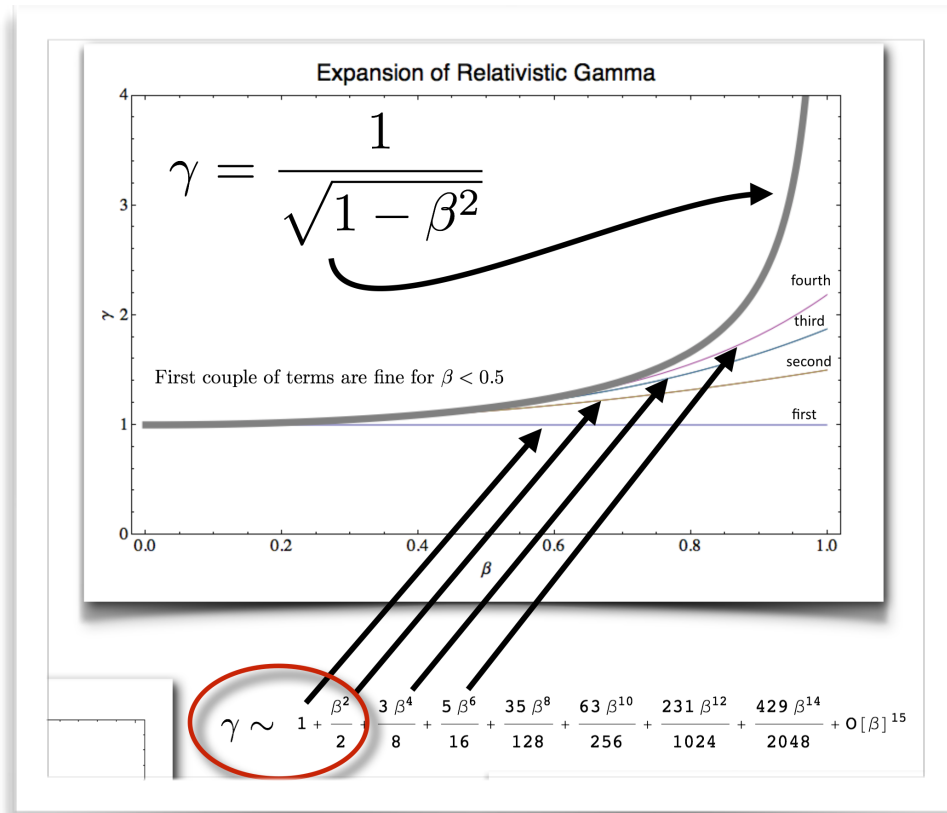 Expansion of Relativistic Gamma
γ = 1 / √(1 − β²)
4
3
2
1
0
γ
fourth
third
second
first
First couple of terms are fine for β < 0.5
0.0 0.2 0.4 0.6 0.8 1.0
β
γ ∼ 1 + β²/2 + 3 β⁴/8 + 5 β⁶/16 + 35 β⁸/128 + 63 β¹⁰/256 + 231 β¹²/1024 + 429 β¹⁴/2048 + O[β]¹⁵